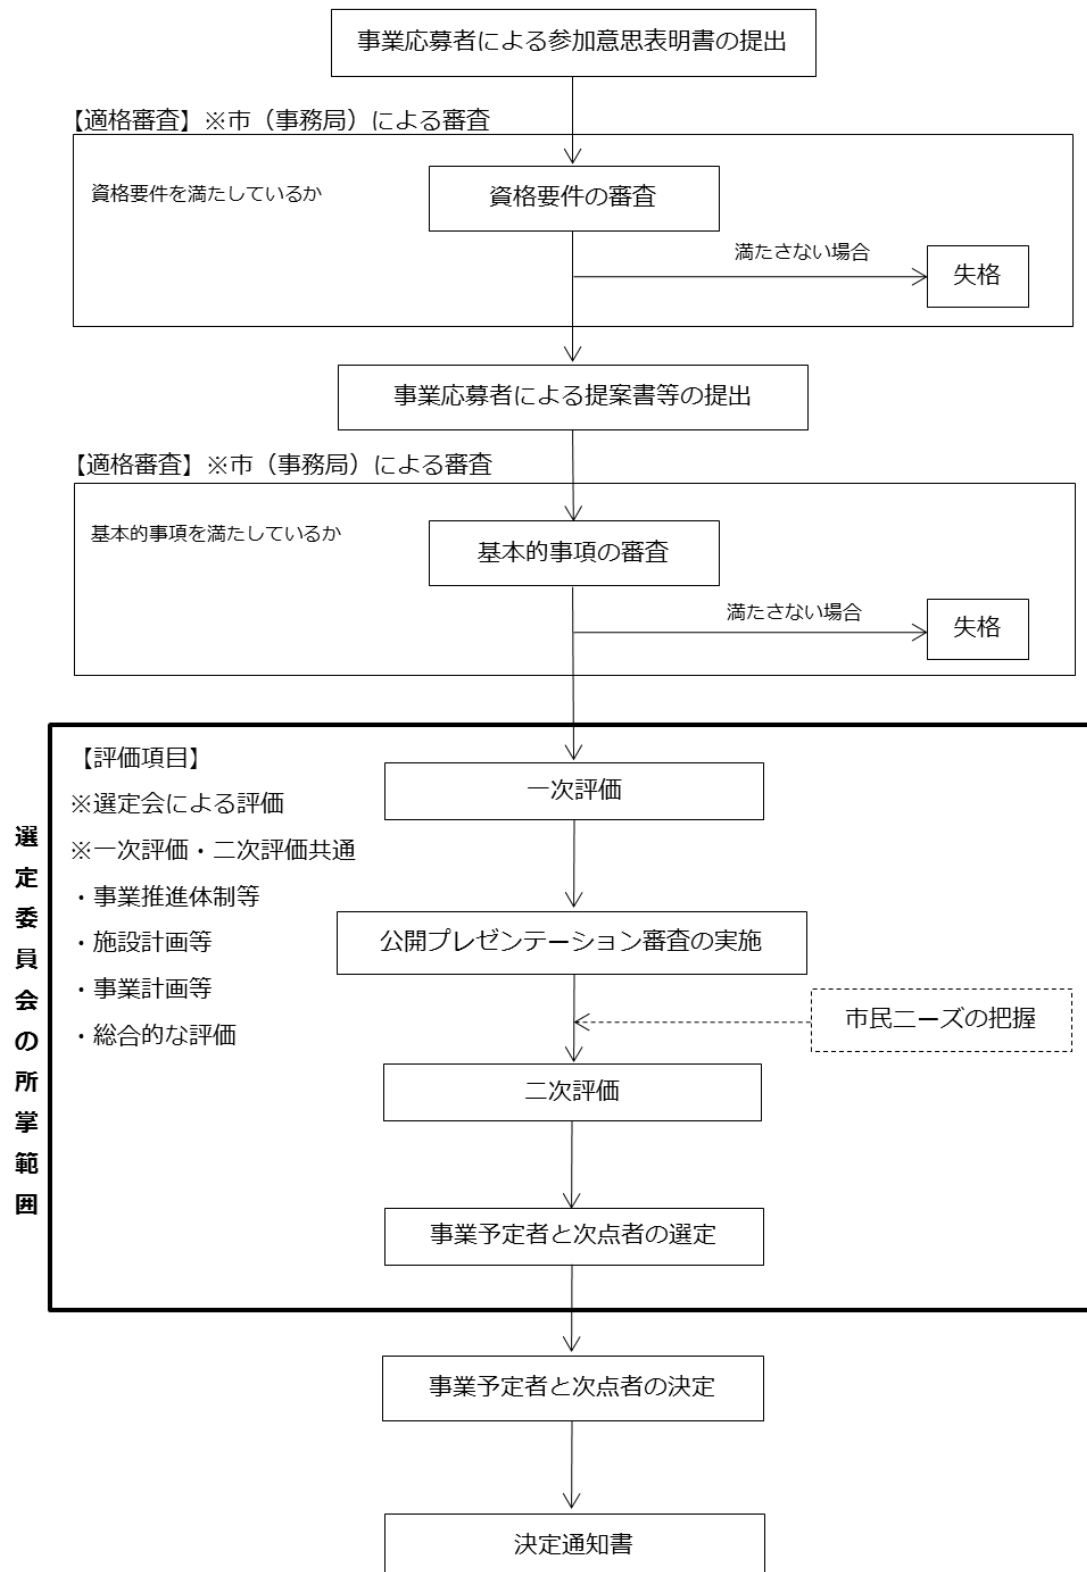 事業応募者による参加意思表明書の提出
【適格審査】※市（事務局）による審査
資格要件を満たしているか
資格要件の審査
満たさない場合
失格
事業応募者による提案書等の提出
【適格審査】※市（事務局）による審査
基本的事項を満たしているか
基本的事項の審査
満たさない場合
失格
選定委員会の所掌範囲
【評価項目】
※選定会による評価
※一次評価・二次評価共通
・事業推進体制等
・施設計画等
・事業計画等
・総合的な評価
一次評価
公開プレゼンテーション審査の実施
市民ニーズの把握
二次評価
事業予定者と次点者の選定
事業予定者と次点者の決定
決定通知書